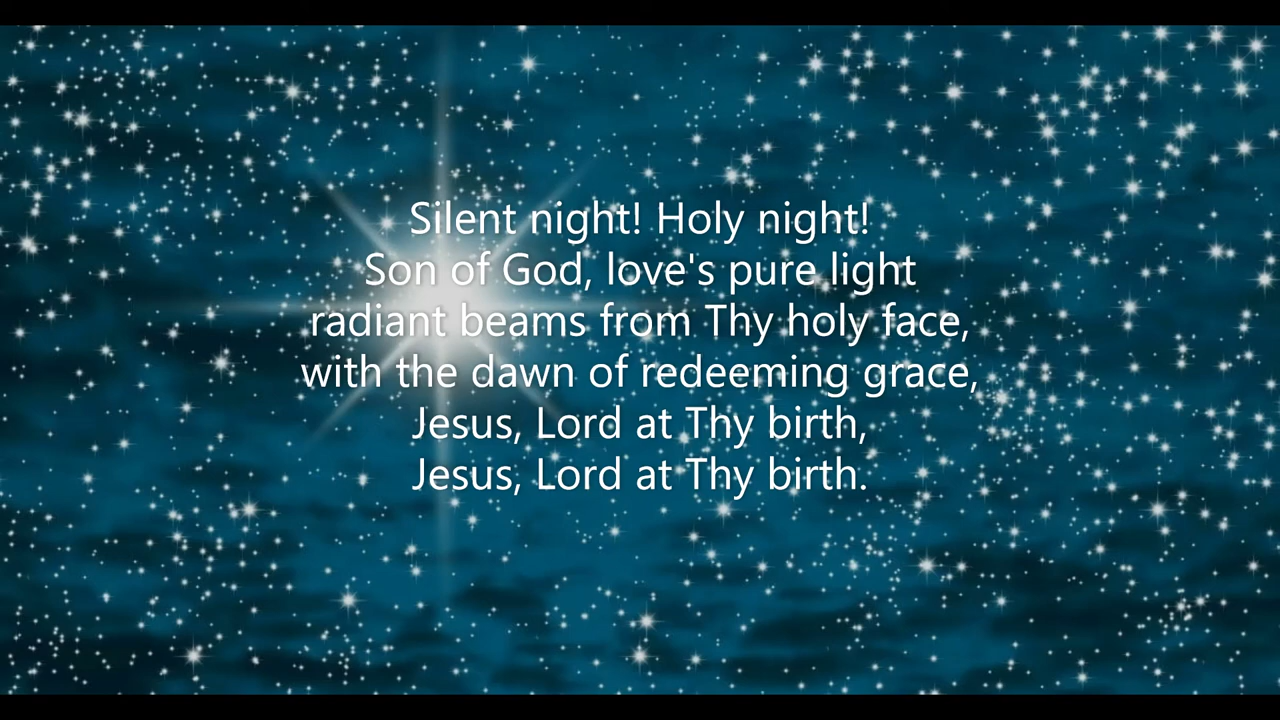 Silent night! Holy night!
Son of God, love's pure light
radiant beams from Thy holy face,
with the dawn of redeeming grace,
Jesus, Lord at Thy birth,
Jesus, Lord at Thy birth.